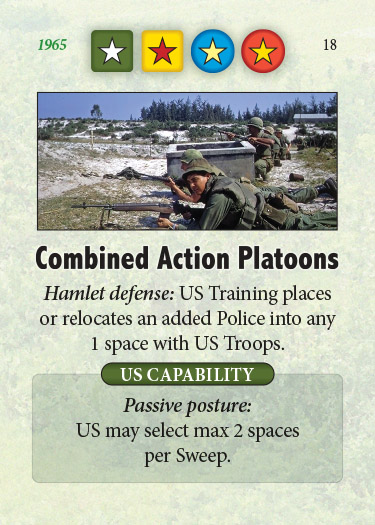 1965
18
Combined Action Platoons
Hamlet defense: US Training places
or relocates an added Police into any
1 space with US Troops.
US CAPABILITY
Passive posture:
US may select max 2 spaces
per Sweep.